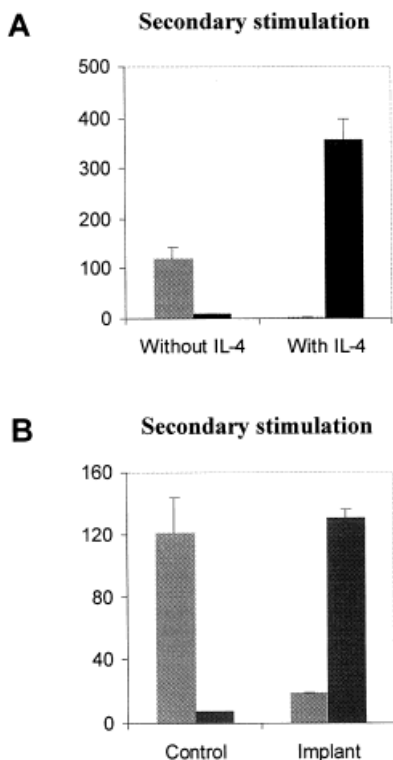 A
Secondary stimulation
500
400
300
200
100
0
Without IL-4 With IL-4
B
Secondary stimulation
160
120
80
40
0
Control Implant